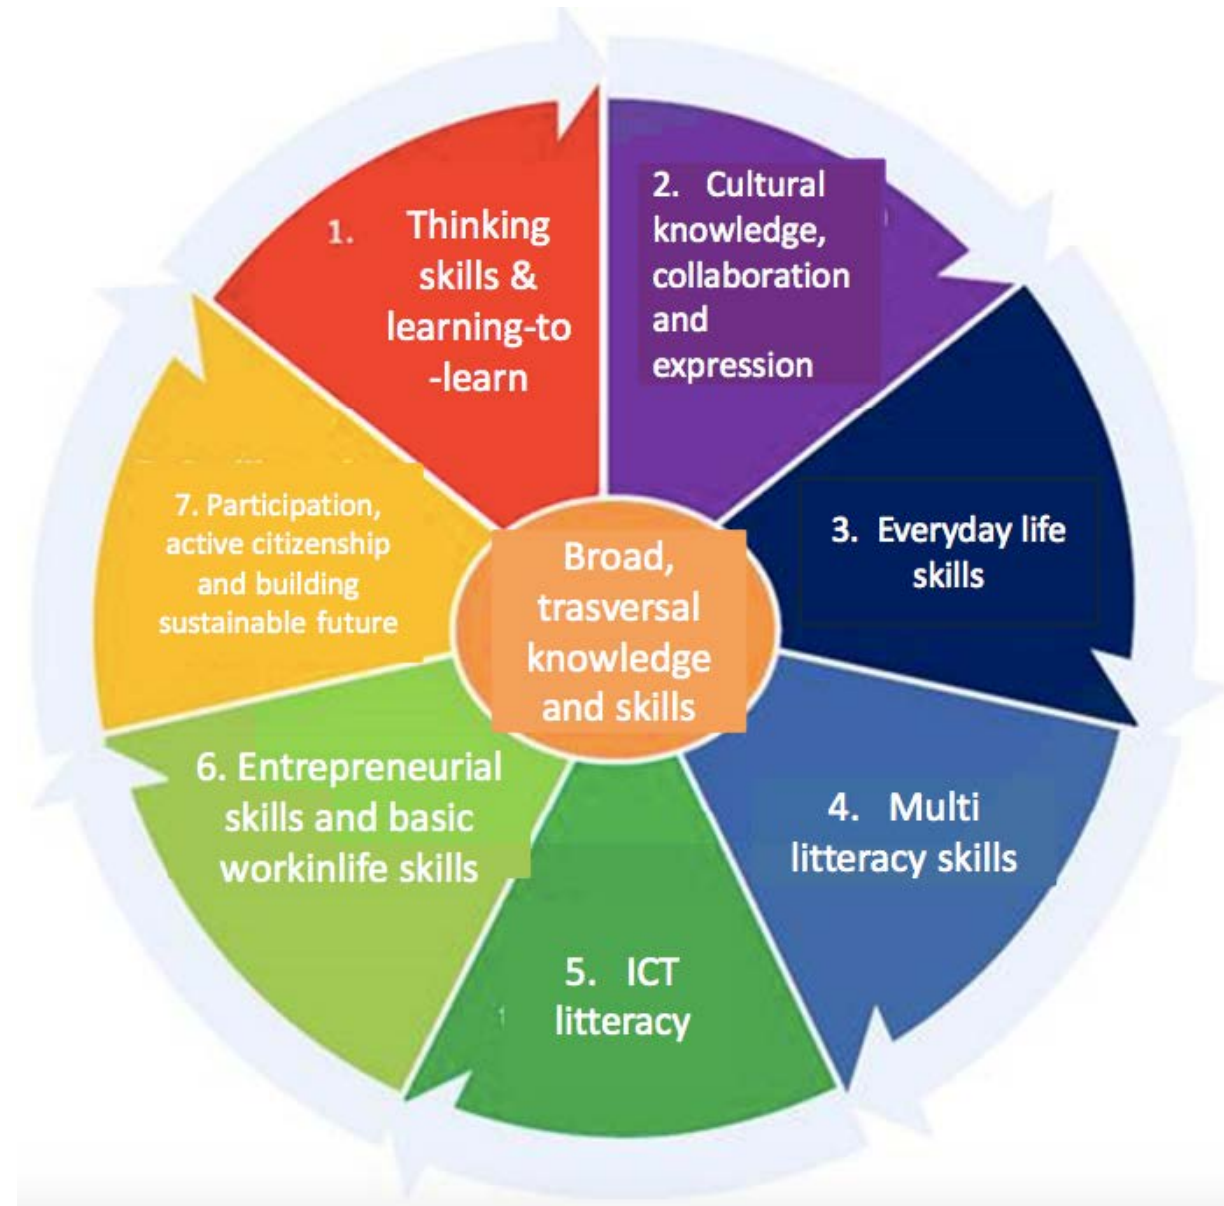 1. Thinking
skills &
learning-to
-learn
2. Cultural
knowledge,
collaboration
and
expression
3. Everyday life
skills
4. Multi
litteracy skills
5. ICT
litteracy
6. Entrepreneurial
skills and basic
workinlife skills
7. Participation,
active citizenship
and building
sustainable future
Broad,
trasversal
knowledge
and skills